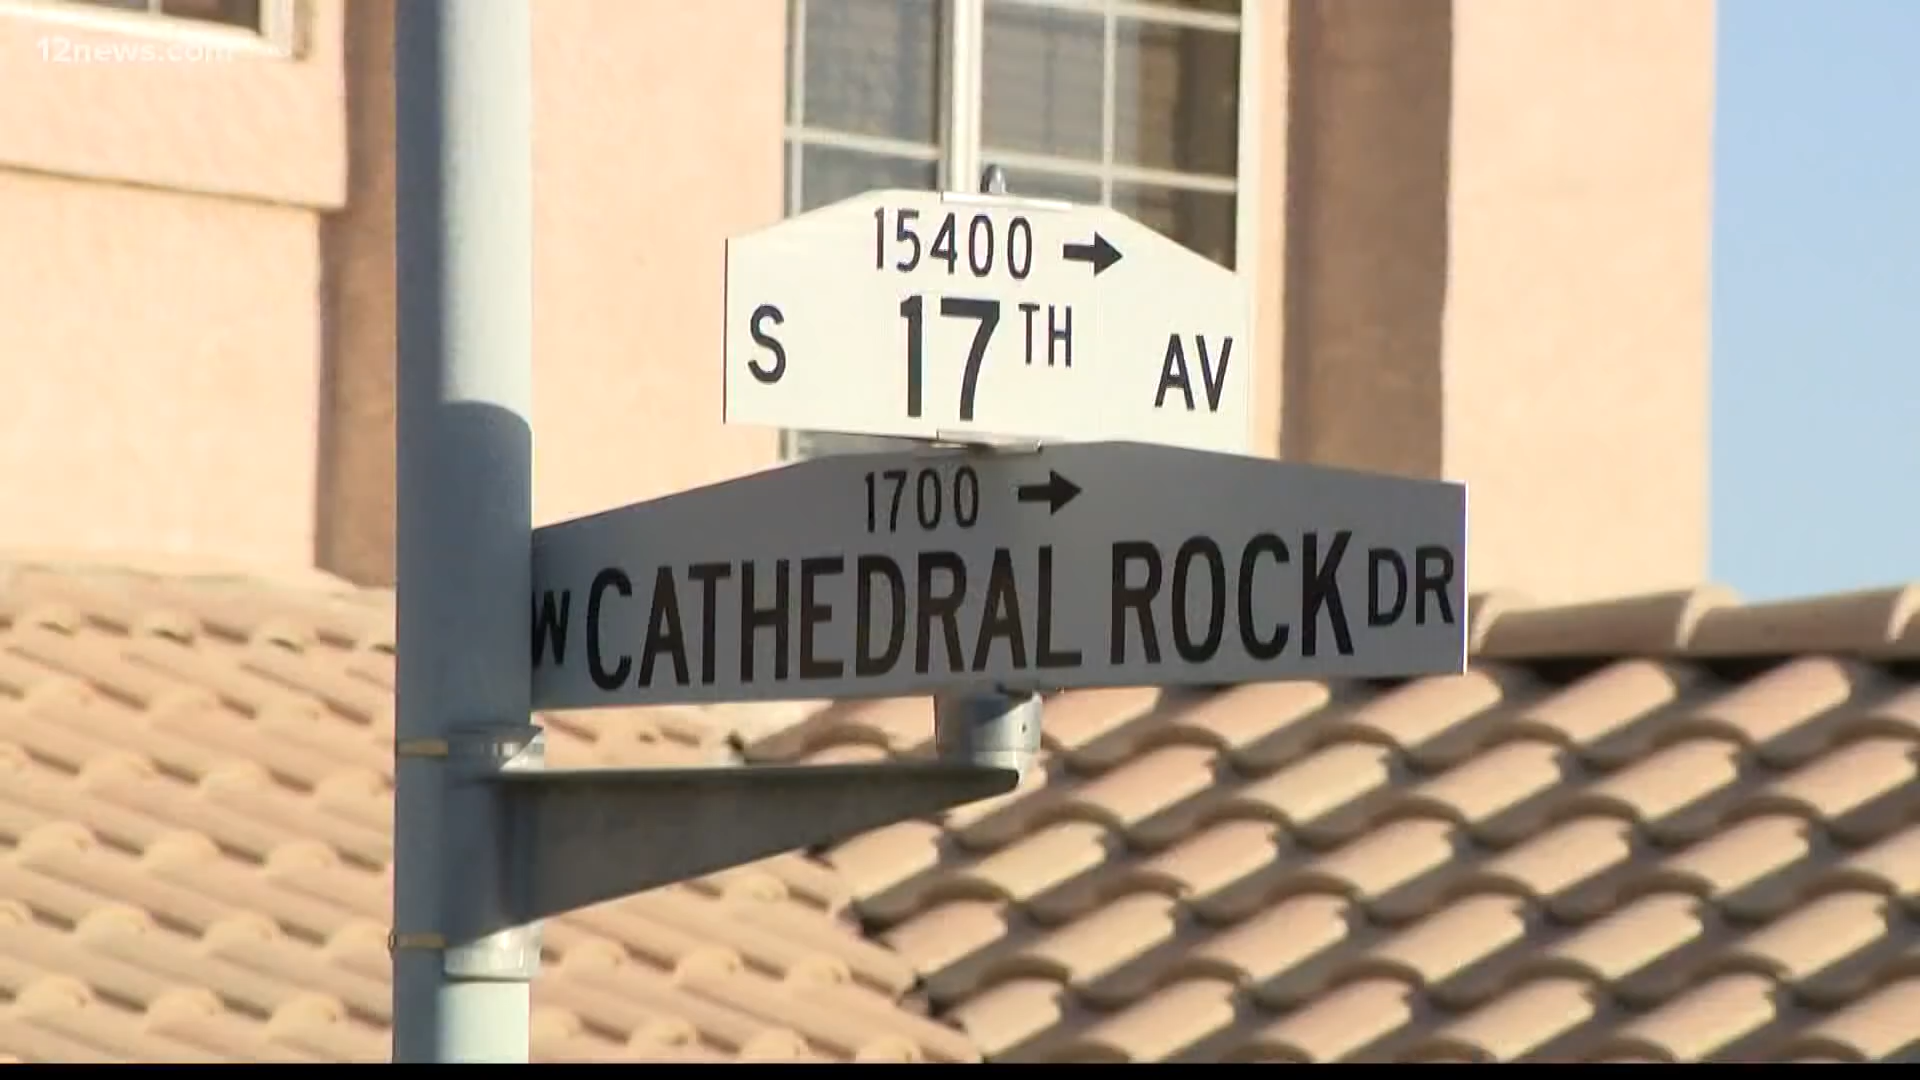 12news.com
15400 →
S 17TH AV
1700 →
W CATHEDRAL ROCK DR